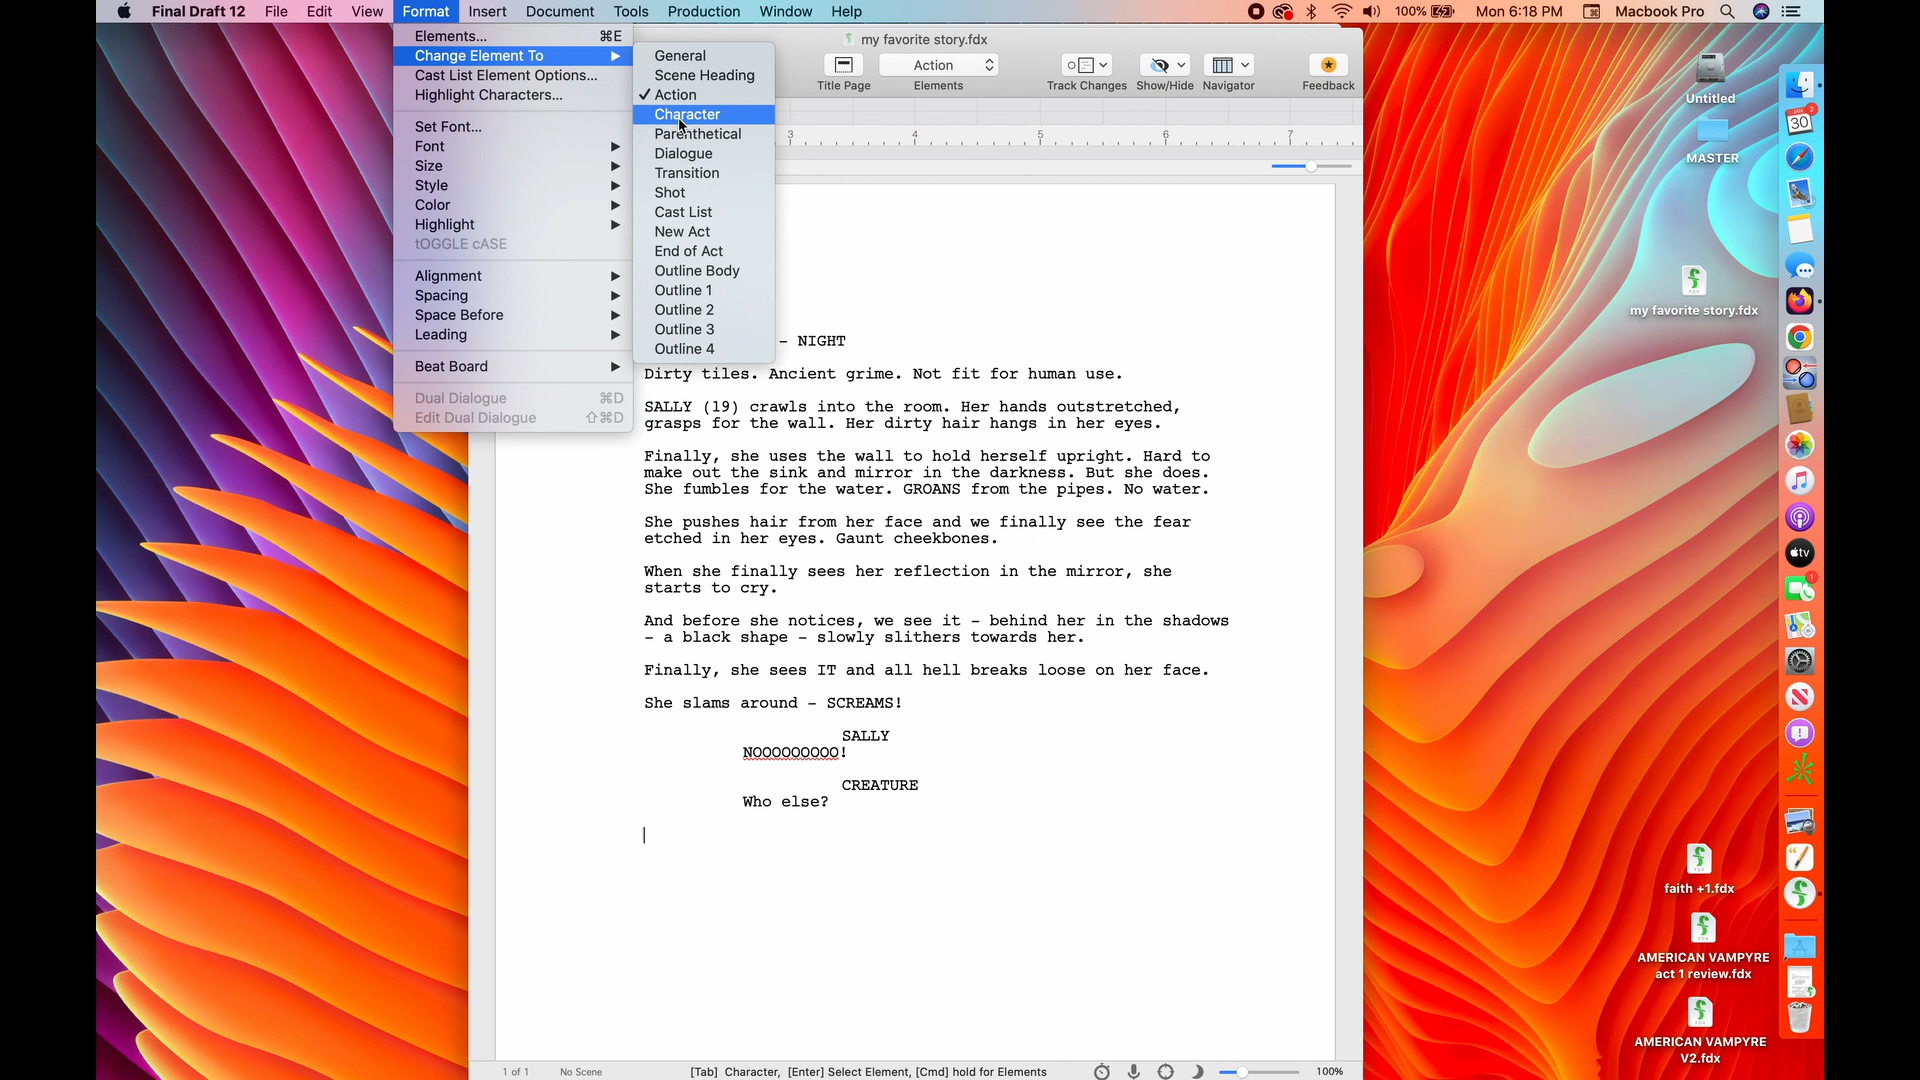 Final Draft 12 File Edit View Format Insert Document Tools Production Window Help
100% Mon 6:18 PM Macbook Pro
Elements... ⌘E
Change Element To
Cast List Element Options...
Highlight Characters...
Set Font...
Font
Size
Style
Color
Highlight
tOGGLE cASE
Alignment
Spacing
Space Before
Leading
Beat Board
Dual Dialogue ⌘D
Edit Dual Dialogue ⇧⌘D
General
Scene Heading
✓ Action
Character
Parenthetical
Dialogue
Transition
Shot
Cast List
New Act
End of Act
Outline Body
Outline 1
Outline 2
Outline 3
Outline 4
my favorite story.fdx
Action
Title Page Elements Track Changes Show/Hide Navigator Feedback
3 4 5 6 7
– NIGHT
Dirty tiles. Ancient grime. Not fit for human use.
SALLY (19) crawls into the room. Her hands outstretched,
grasps for the wall. Her dirty hair hangs in her eyes.
Finally, she uses the wall to hold herself upright. Hard to
make out the sink and mirror in the darkness. But she does.
She fumbles for the water. GROANS from the pipes. No water.
She pushes hair from her face and we finally see the fear
etched in her eyes. Gaunt cheekbones.
When she finally sees her reflection in the mirror, she
starts to cry.
And before she notices, we see it – behind her in the shadows
– a black shape – slowly slithers towards her.
Finally, she sees IT and all hell breaks loose on her face.
She slams around – SCREAMS!
SALLY
NOOOOOOOOO!
CREATURE
Who else?
1 of 1 No Scene [Tab] Character, [Enter] Select Element, [Cmd] hold for Elements 100%
Untitled
MASTER
my favorite story.fdx
faith +1.fdx
AMERICAN VAMPYRE
act 1 review.fdx
AMERICAN VAMPYRE
V2.fdx
JAN 2
30
tv
1